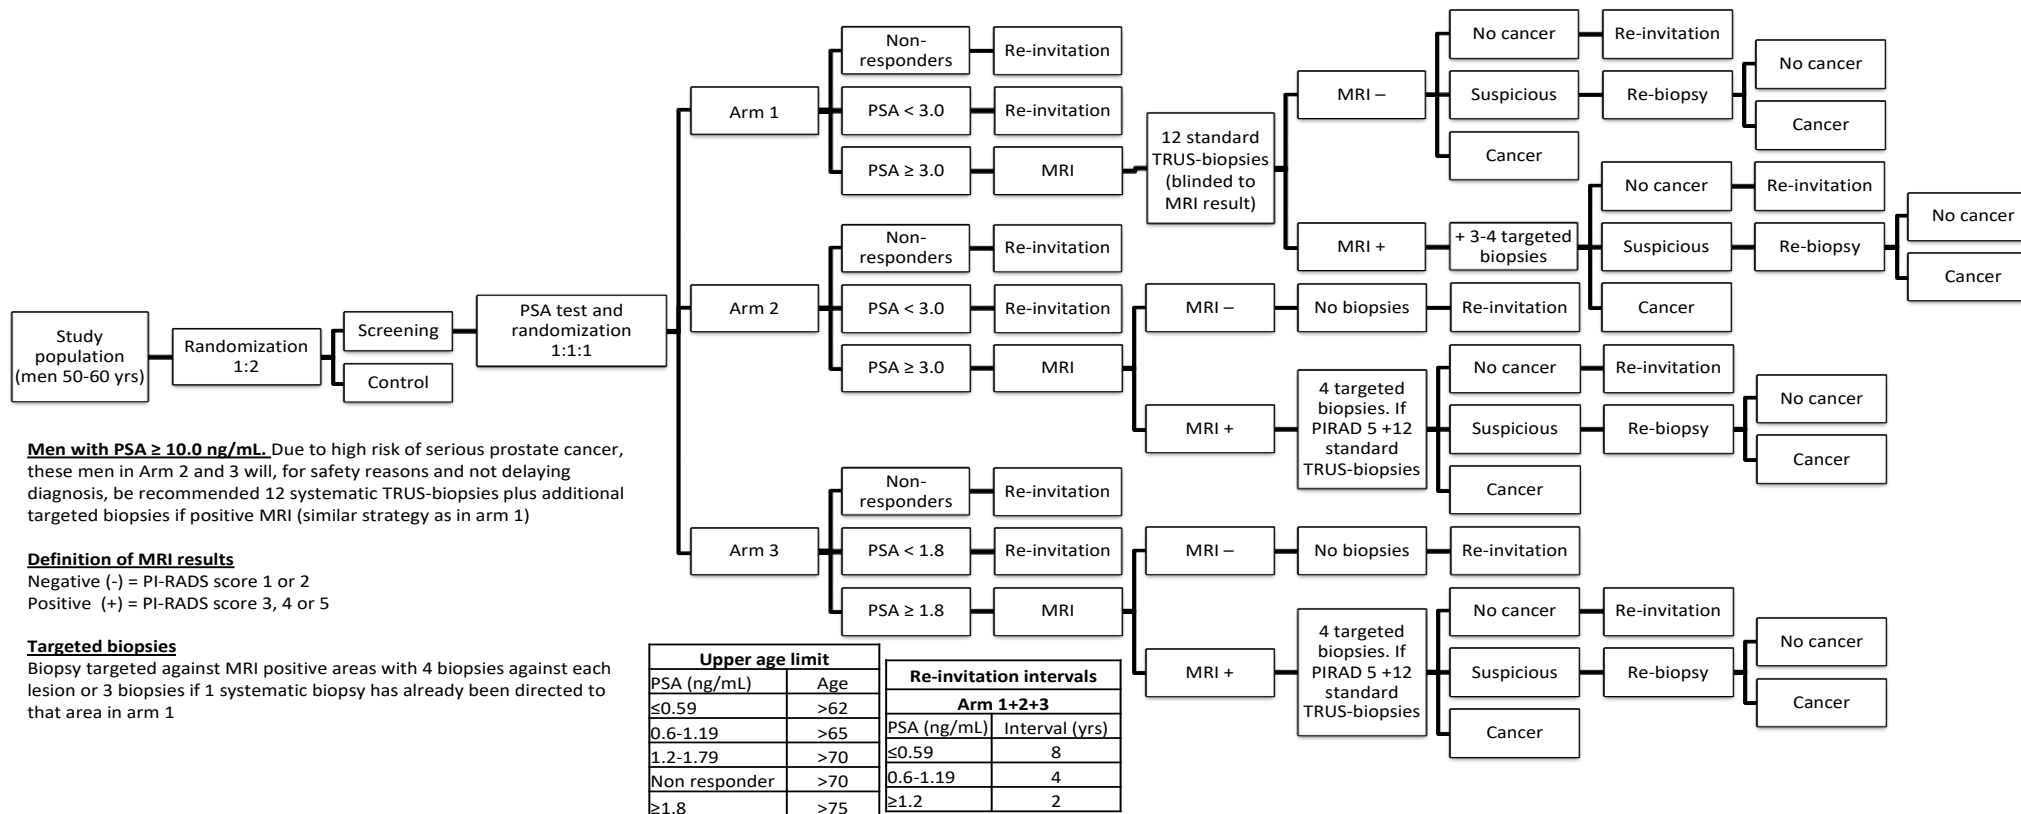 Study
population
(men 50-60 yrs)
Randomization
1:2
Screening
Control
PSA test and
randomization
1:1:1
Arm 1
Non-
responders
Re-invitation
PSA < 3.0
Re-invitation
PSA ≥ 3.0
MRI
12 standard
TRUS-biopsies
(blinded to
MRI result)
MRI –
No cancer
Re-invitation
Suspicious
Re-biopsy
No cancer
Cancer
Cancer
MRI +
+ 3-4 targeted
biopsies
No cancer
Re-invitation
Suspicious
Re-biopsy
No cancer
Cancer
Cancer
Arm 2
Non-
responders
Re-invitation
PSA < 3.0
Re-invitation
PSA ≥ 3.0
MRI
MRI –
No biopsies
Re-invitation
MRI +
4 targeted
biopsies. If
PIRAD 5 +12
standard
TRUS-biopsies
No cancer
Re-invitation
Suspicious
Re-biopsy
No cancer
Cancer
Cancer
Arm 3
Non-
responders
Re-invitation
PSA < 1.8
Re-invitation
PSA ≥ 1.8
MRI
MRI –
No biopsies
Re-invitation
MRI +
4 targeted
biopsies. If
PIRAD 5 +12
standard
TRUS-biopsies
No cancer
Re-invitation
Suspicious
Re-biopsy
No cancer
Cancer
Cancer
Men with PSA ≥ 10.0 ng/mL. Due to high risk of serious prostate cancer,
these men in Arm 2 and 3 will, for safety reasons and not delaying
diagnosis, be recommended 12 systematic TRUS-biopsies plus additional
targeted biopsies if positive MRI (similar strategy as in arm 1)
Definition of MRI results
Negative (-) = PI-RADS score 1 or 2
Positive (+) = PI-RADS score 3, 4 or 5
Targeted biopsies
Biopsy targeted against MRI positive areas with 4 biopsies against each
lesion or 3 biopsies if 1 systematic biopsy has already been directed to
that area in arm 1
Upper age limit
PSA (ng/mL) Age
≤0.59 >62
0.6-1.19 >65
1.2-1.79 >70
Non responder >70
≥1.8 >75
Re-invitation intervals
Arm 1+2+3
PSA (ng/mL) Interval (yrs)
≤0.59 8
0.6-1.19 4
≥1.2 2